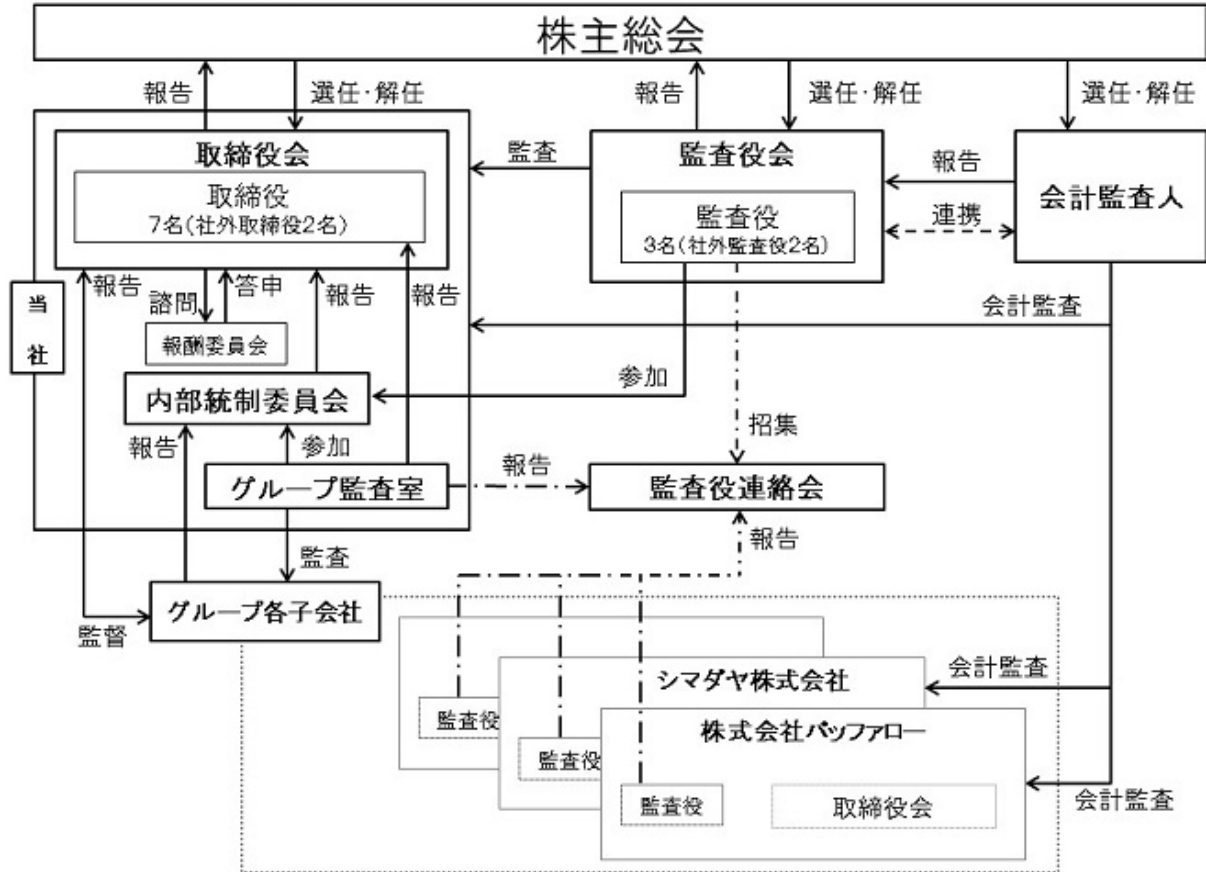 株主総会
報告
選任・解任
報告
選任・解任
選任・解任
取締役会
取締役
7名(社外取締役2名)
監査
監査役会
監査役
3名(社外監査役2名)
報告
連携
会計監査人
当
社
報告
諮問
答申
報告
報告
会計監査
報酬委員会
内部統制委員会
参加
報告
参加
招集
グループ監査室
報告
監査役連絡会
監査
報告
グループ各子会社
監督
シマダヤ株式会社
会計監査
監査役
株式会社バッファロー
監査役
監査役
取締役会
会計監査